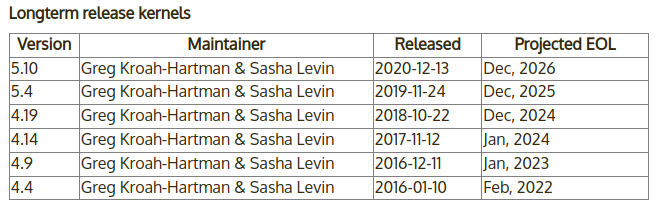 Longterm release kernels
Version Maintainer Released Projected EOL
5.10 Greg Kroah-Hartman & Sasha Levin 2020-12-13 Dec, 2026
5.4 Greg Kroah-Hartman & Sasha Levin 2019-11-24 Dec, 2025
4.19 Greg Kroah-Hartman & Sasha Levin 2018-10-22 Dec, 2024
4.14 Greg Kroah-Hartman & Sasha Levin 2017-11-12 Jan, 2024
4.9 Greg Kroah-Hartman & Sasha Levin 2016-12-11 Jan, 2023
4.4 Greg Kroah-Hartman & Sasha Levin 2016-01-10 Feb, 2022